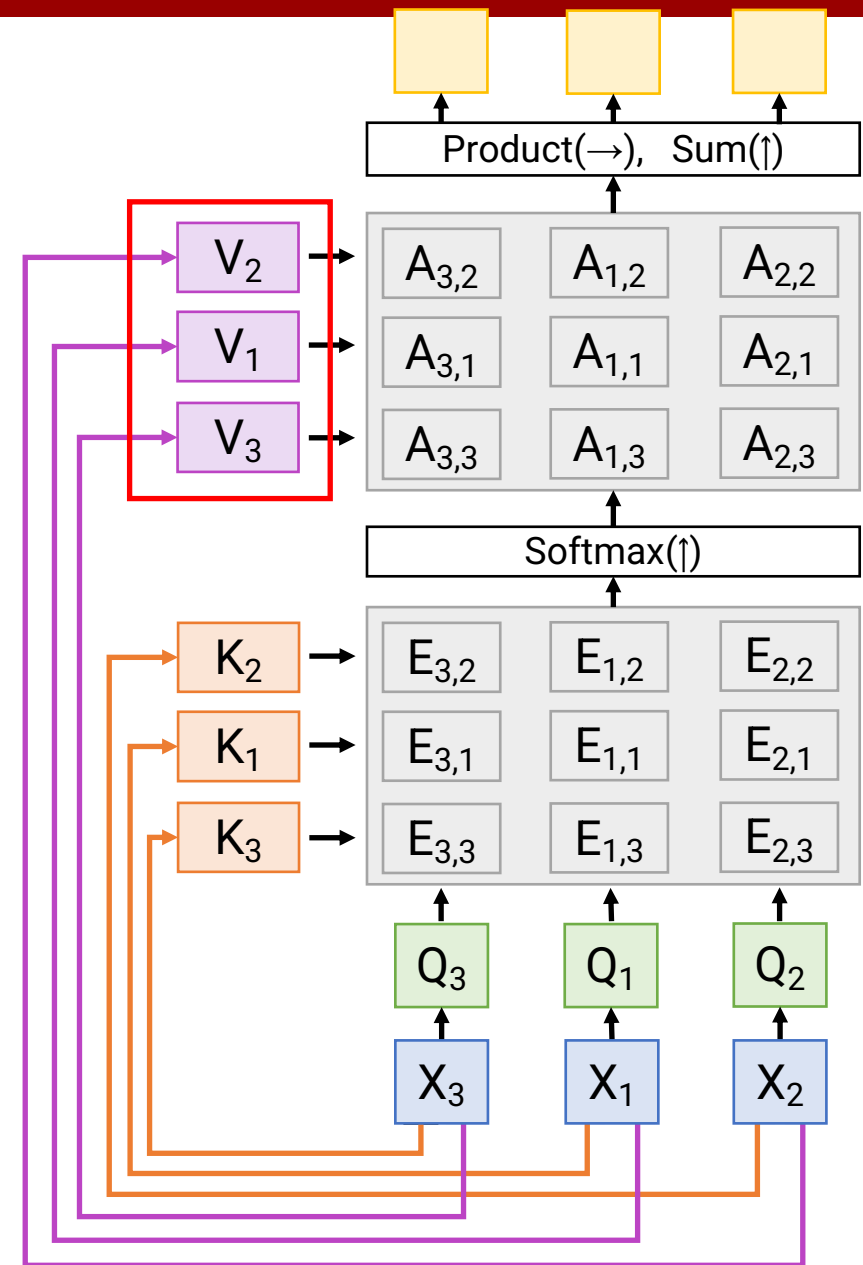 Product(→), Sum(↑)
V₂ A₃,₂ A₁,₂ A₂,₂
V₁ A₃,₁ A₁,₁ A₂,₁
V₃ A₃,₃ A₁,₃ A₂,₃
Softmax(↑)
K₂ E₃,₂ E₁,₂ E₂,₂
K₁ E₃,₁ E₁,₁ E₂,₁
K₃ E₃,₃ E₁,₃ E₂,₃
Q₃ Q₁ Q₂
X₃ X₁ X₂